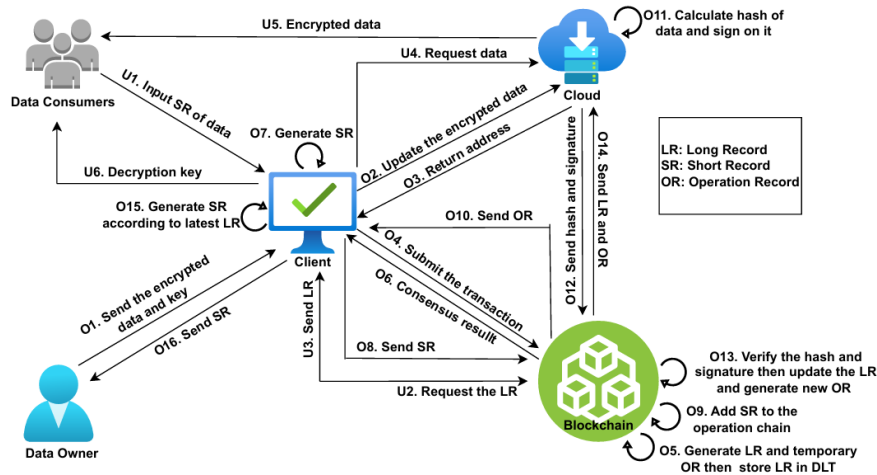 U5. Encrypted data
O11. Calculate hash of
data and sign on it
U4. Request data
Data Consumers
Cloud
U1. Input SR of data
O7. Generate SR
O2. Update the encrypted data
O3. Return address
U6. Decryption key
O15. Generate SR
according to latest LR
Client
O10. Send OR
O12. Send hash and signature
O14. Send LR
and OR
LR: Long Record
SR: Short Record
OR: Operation Record
O1. Send the encrypted
data and key
O16. Send SR
O4. Submit the transaction
O6. Consensus resullt
U3. Send LR
O8. Send SR
U2. Request the LR
Data Owner
Blockchain
O13. Verify the hash and
signature then update the LR
and generate new OR
O9. Add SR to the
operation chain
O5. Generate LR and temporary
OR then store LR in DLT